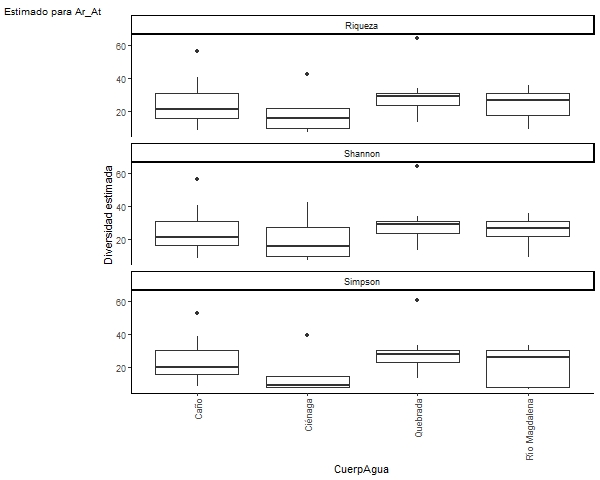 Estimado para Ar_At
Riqueza
60
40
20
Shannon
60
40
20
Simpson
60
40
20
Diversidad estimada
Caño
Ciénaga
Quebrada
Río Magdalena
CuerpAgua